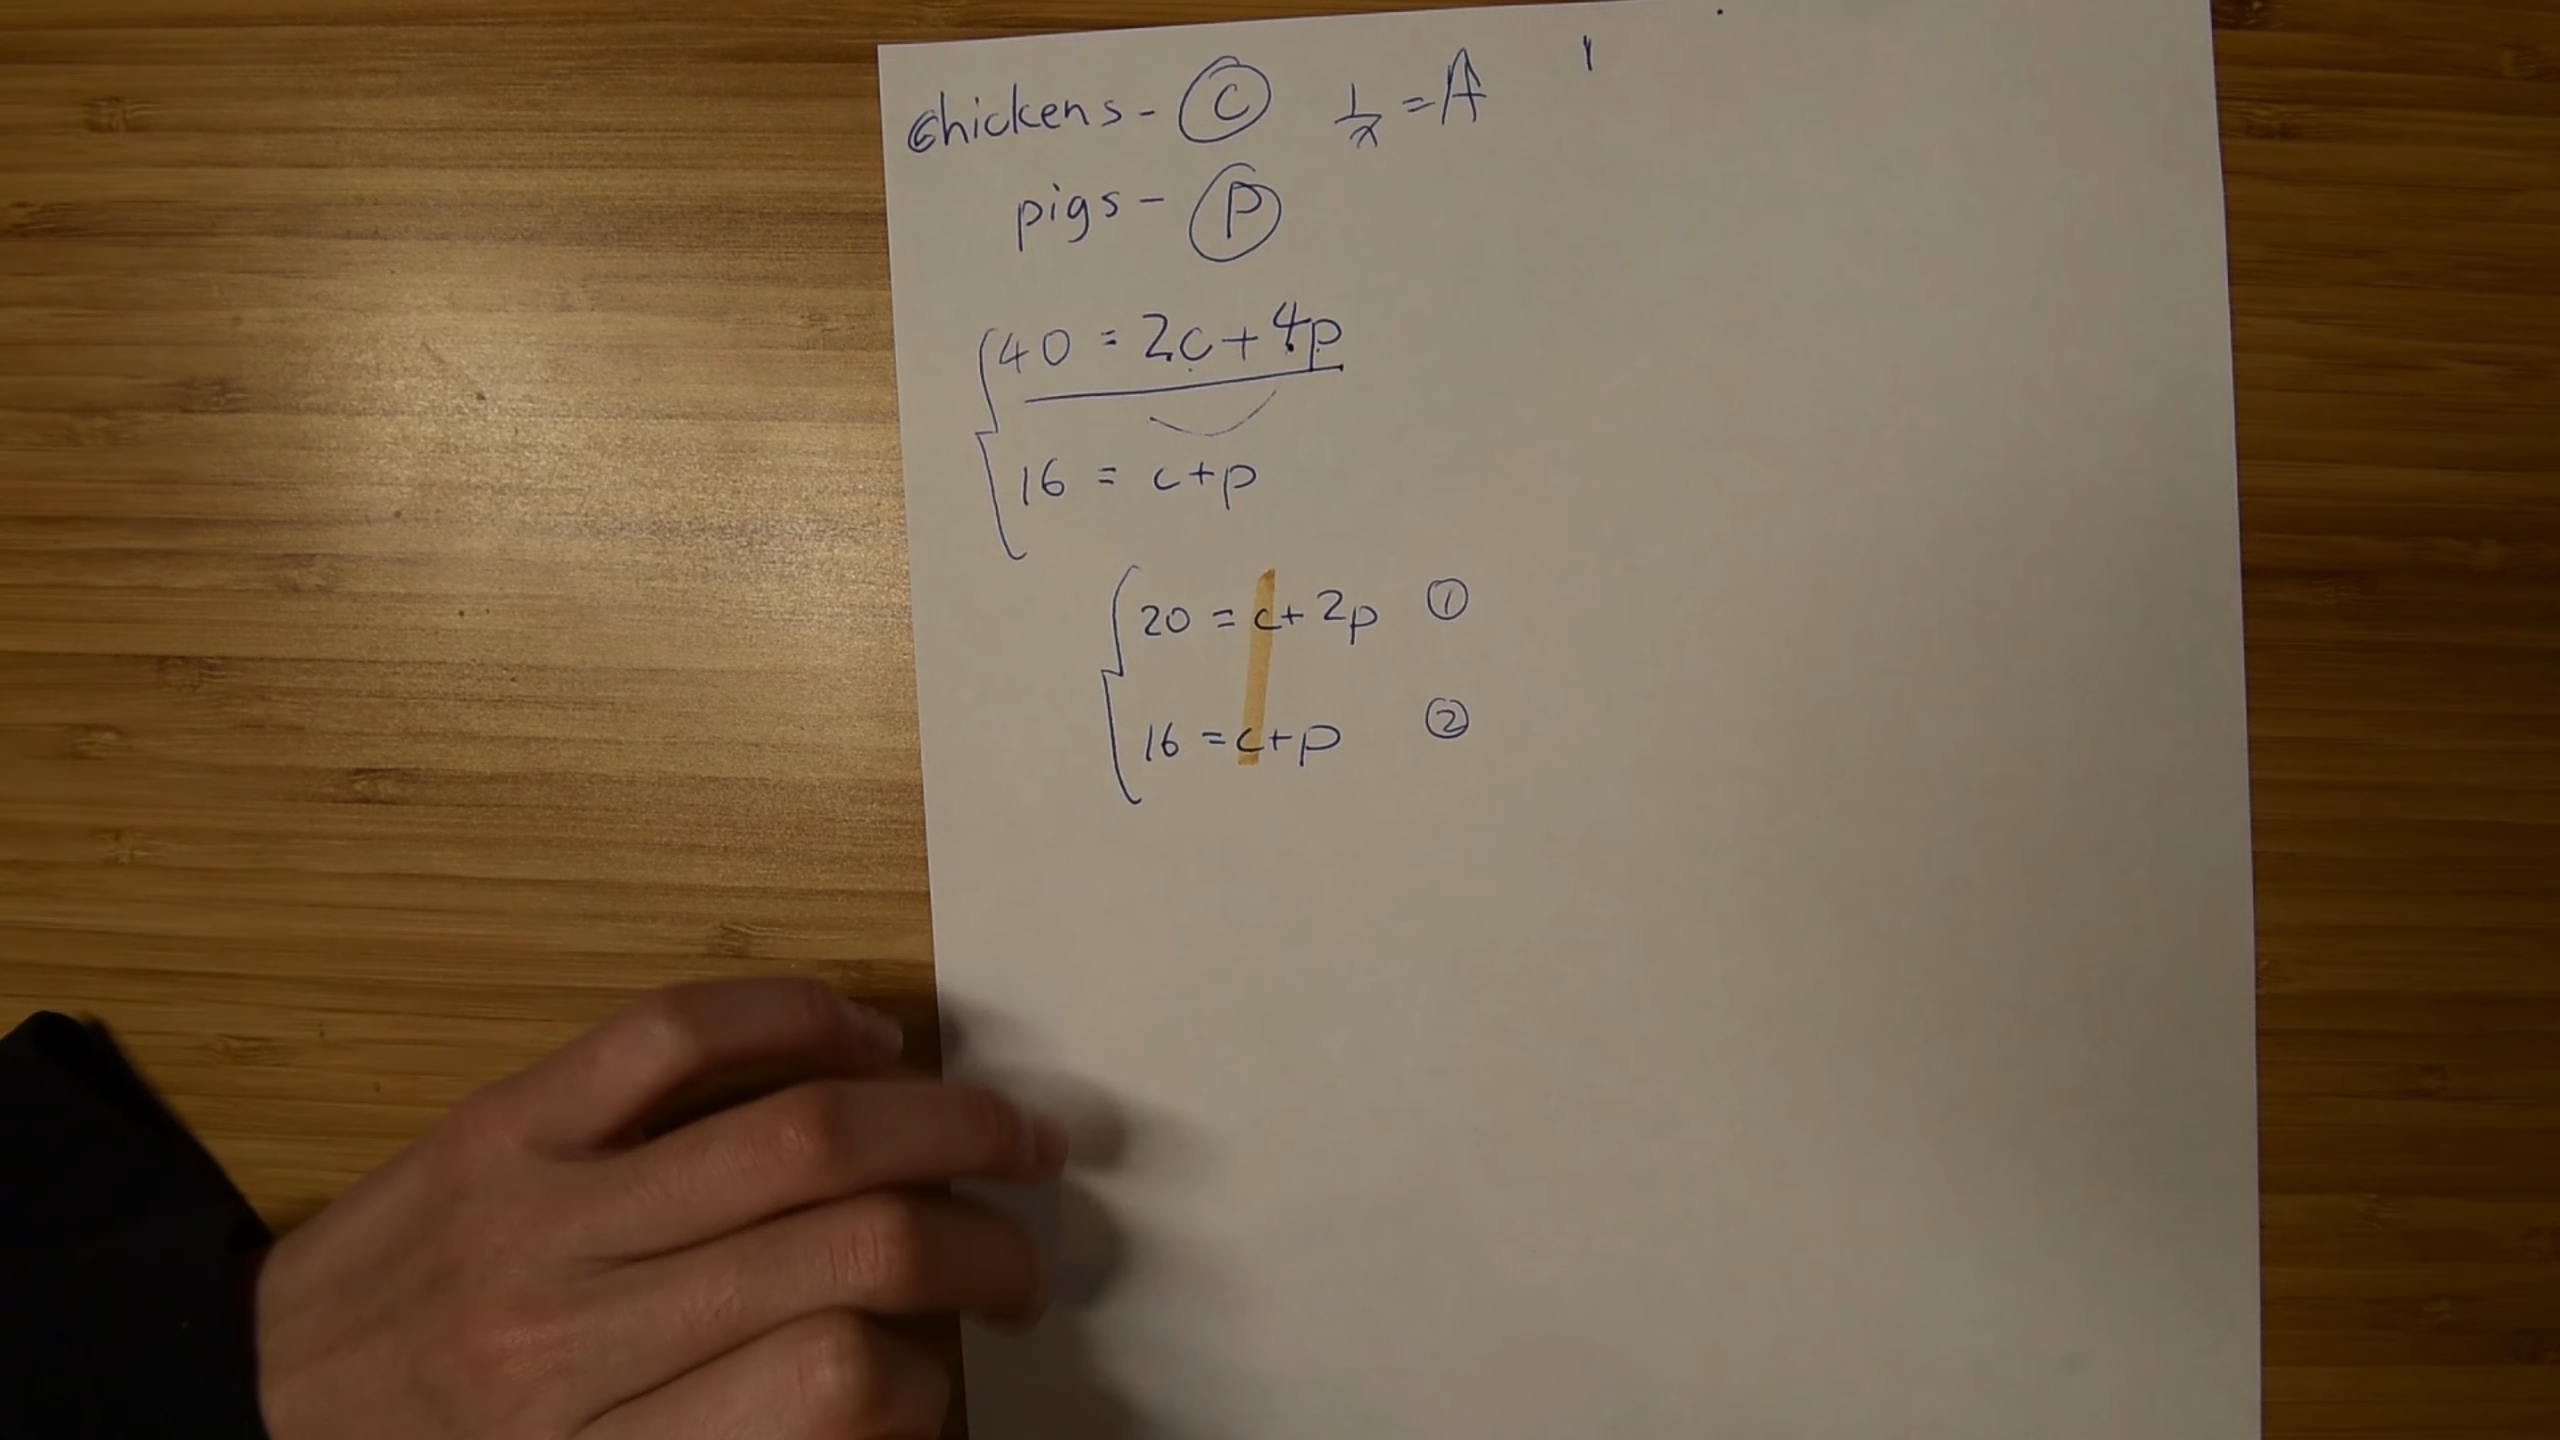 chickens - C 1/x = A
pigs - P
40 = 2c + 4p
16 = c + p
20 = c + 2p ①
16 = c + p ②